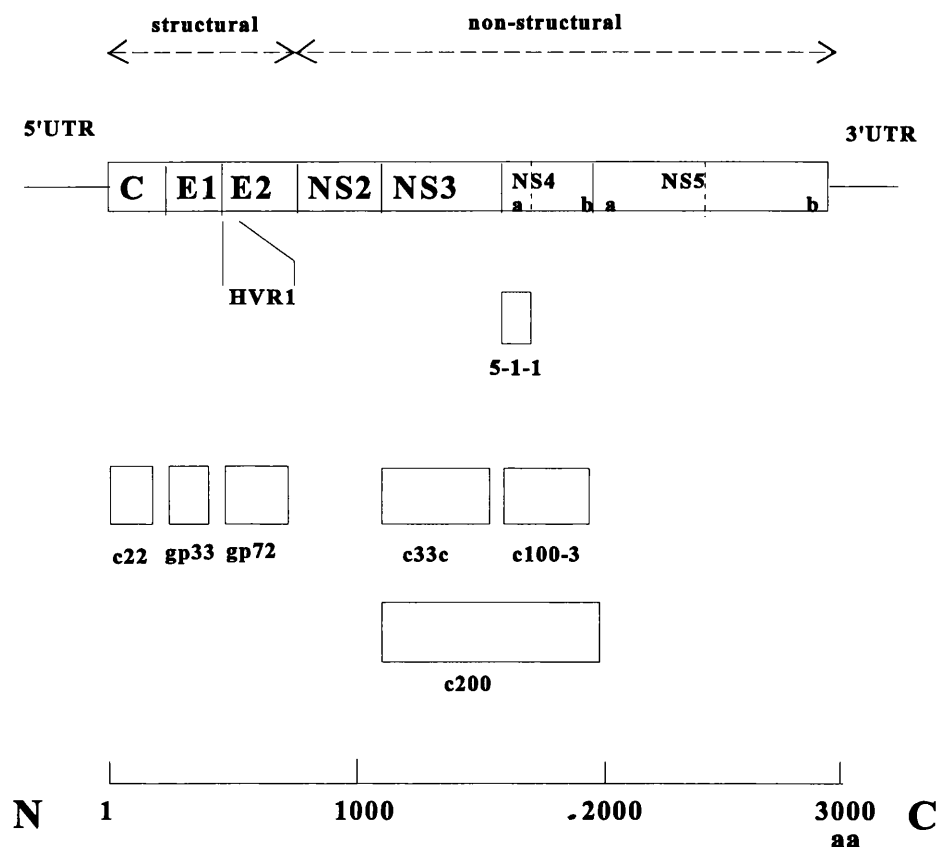 structural non-structural
5'UTR 3'UTR
C E1 E2 NS2 NS3 NS4 NS5
a b a b
HVR1
5-1-1
c22 gp33 gp72 c33c c100-3
c200
N 1 1000 2000 3000 C
aa